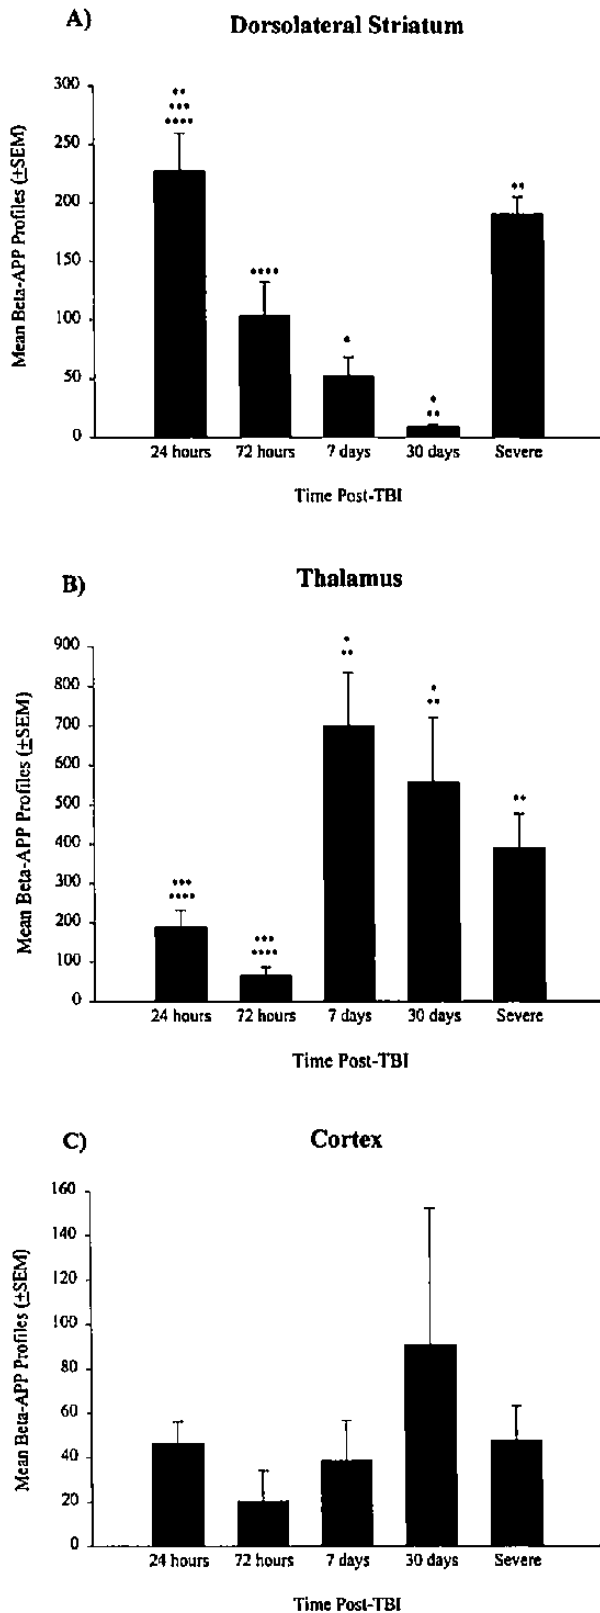 A)
Dorsolateral Striatum
Mean Beta-APP Profiles (±SEM)
300
250
200
150
100
50
0
**
***
****
****
*
*
**
**
24 hours 72 hours 7 days 30 days Severe
Time Post-TBI
B)
Thalamus
Mean Beta-APP Profiles (±SEM)
900
800
700
600
500
400
300
200
100
0
***
****
***
****
*
**
*
**
**
24 hours 72 hours 7 days 30 days Severe
Time Post-TBI
C)
Cortex
Mean Beta-APP Profiles (±SEM)
160
140
120
100
80
60
40
20
0
24 hours 72 hours 7 days 30 days Severe
Time Post-TBI